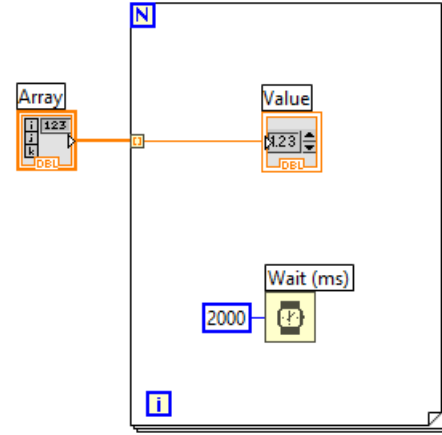 N
Array
Value
i
j
k
123
DBL
1.23
DBL
Wait (ms)
2000
i